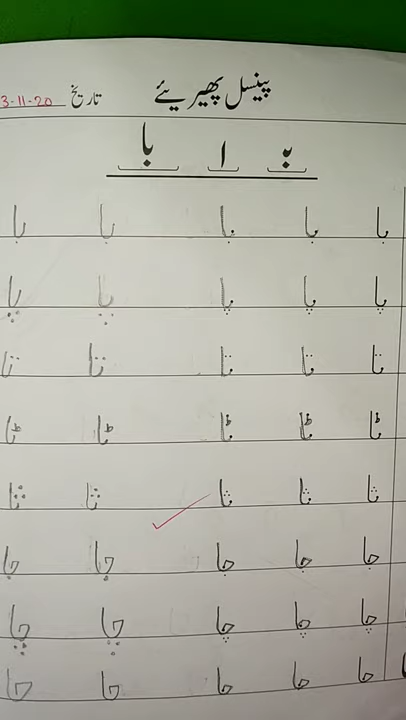 پینسل پھیریئے تاریخ 3-11-20
بـ ا با
با با با با با
پا پا پا پا پا
تا تا تا تا تا
ٹا ٹا ٹا ٹا ٹا
ثا ثا ثا ثا ثا
جا جا جا جا جا
چا چا چا چا چا
حا حا حا حا حا